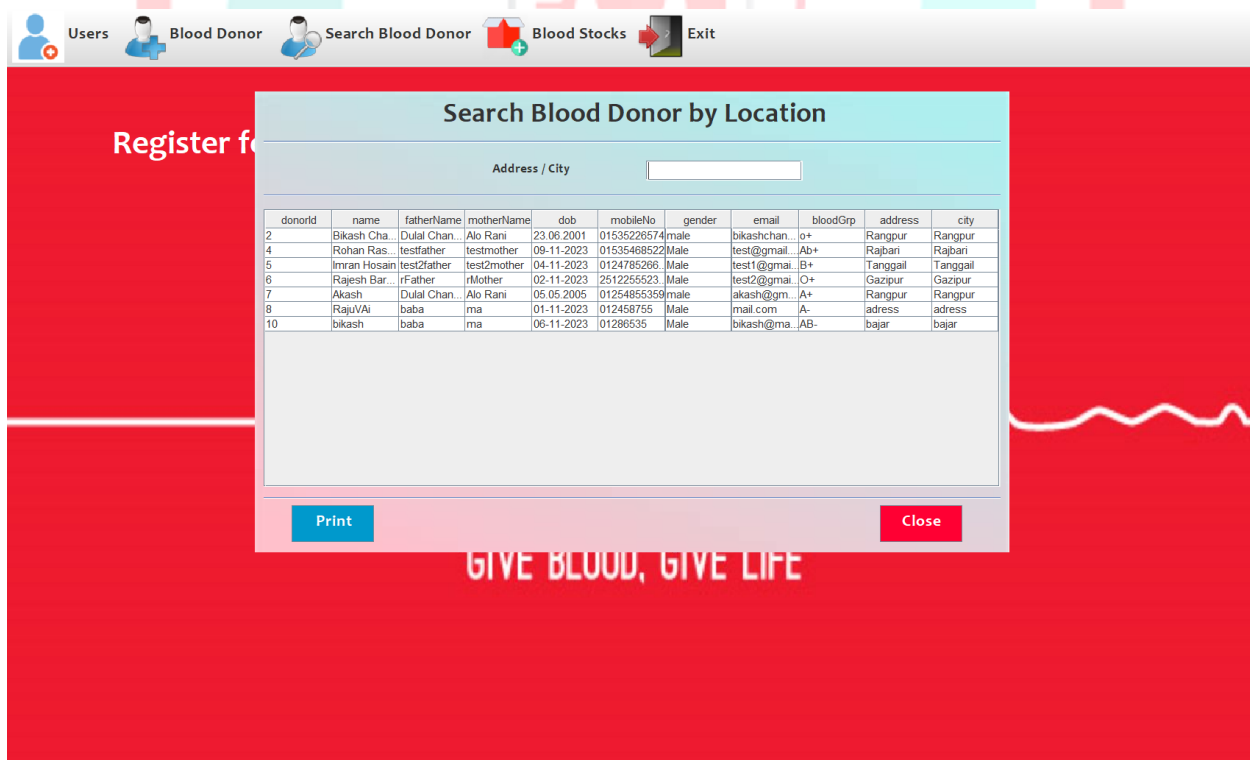 Users Blood Donor Search Blood Donor Blood Stocks Exit
Search Blood Donor by Location
Register f
Address / City
donorId name fatherName motherName dob mobileNo gender email bloodGrp address city
2 Bikash Cha... Dulal Chan... Alo Rani 23.06.2001 01535226574 male bikashchan... o+ Rangpur Rangpur
4 Rohan Ras... testfather testmother 09-11-2023 01535468522 Male test@gmail... Ab+ Rajbari Rajbari
5 Imran Hosain test2father test2mother 04-11-2023 0124785266... Male test1@gmai... B+ Tanggail Tanggail
6 Rajesh Bar... rFather rMother 02-11-2023 2512255523... Male test2@gmai... O+ Gazipur Gazipur
7 Akash Dulal Chan... Alo Rani 05.05.2005 01254855359 male akash@gm... A+ Rangpur Rangpur
8 RajuVAi baba ma 01-11-2023 012458755 Male mail.com A- adress adress
10 bikash baba ma 06-11-2023 01286535 Male bikash@ma... AB- bajar bajar
Print Close
GIVE BLOOD, GIVE LIFE